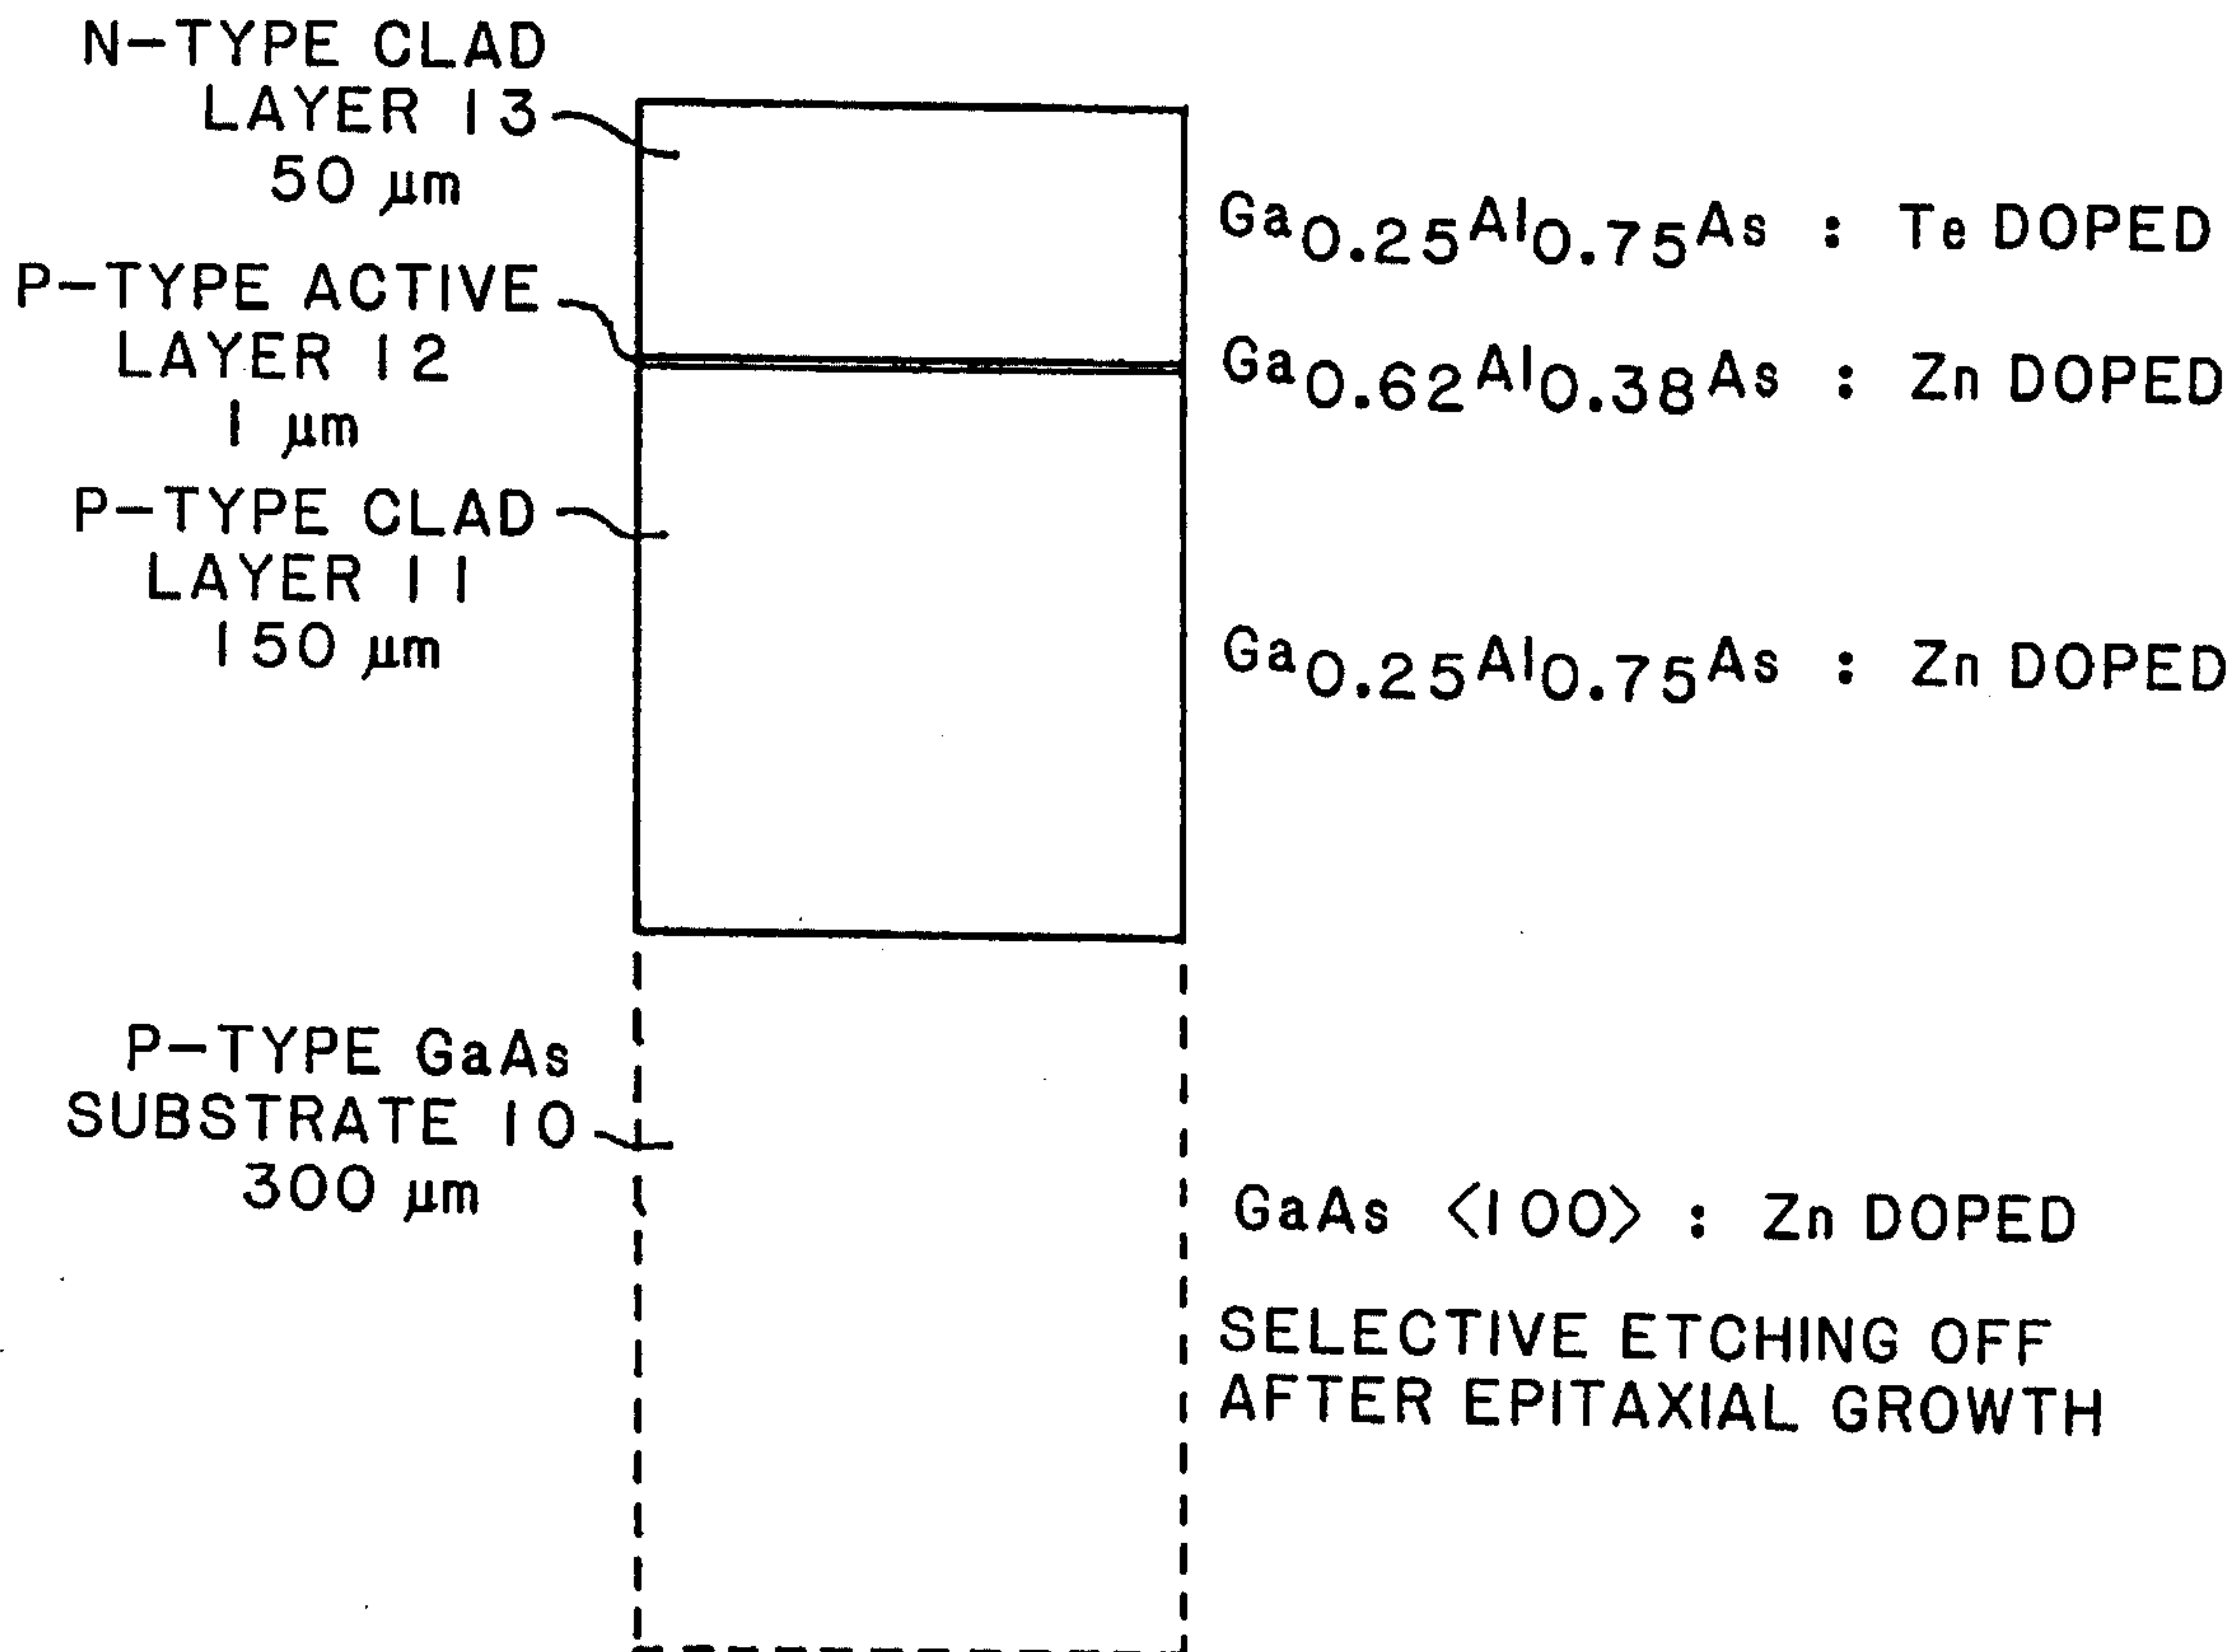 N-TYPE CLAD
LAYER 13
50 μm
Ga0.25Al0.75As : Te DOPED
P-TYPE ACTIVE
LAYER 12
1 μm
Ga0.62Al0.38As : Zn DOPED
P-TYPE CLAD
LAYER 11
150 μm
Ga0.25Al0.75As : Zn DOPED
P-TYPE GaAs
SUBSTRATE 10
300 μm
GaAs <100> : Zn DOPED
SELECTIVE ETCHING OFF
AFTER EPITAXIAL GROWTH